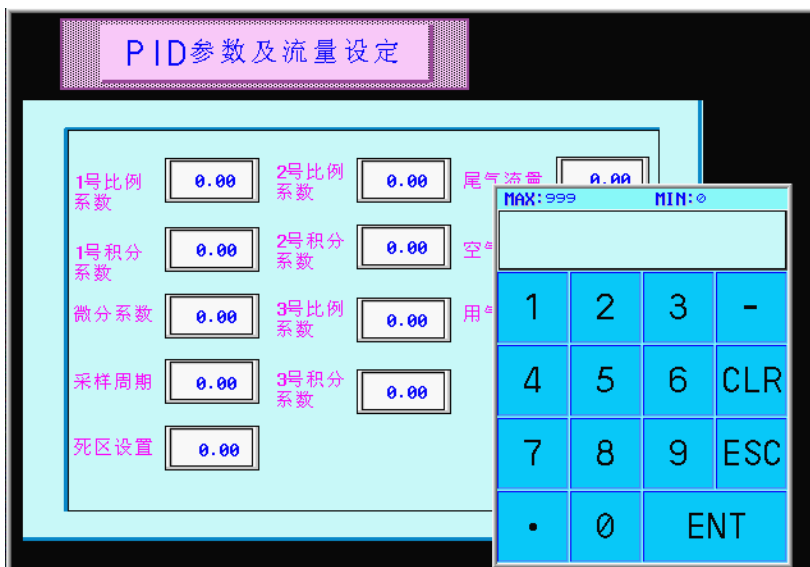 PID参数及流量设定
1号比例
系数
0.00
2号比例
系数
0.00
尾气流量
0.00
1号积分
系数
0.00
2号积分
系数
0.00
空气
微分系数
0.00
3号比例
系数
0.00
用气
采样周期
0.00
3号积分
系数
0.00
死区设置
0.00
MAX:999 MIN:0
1 2 3 -
4 5 6 CLR
7 8 9 ESC
. 0 ENT